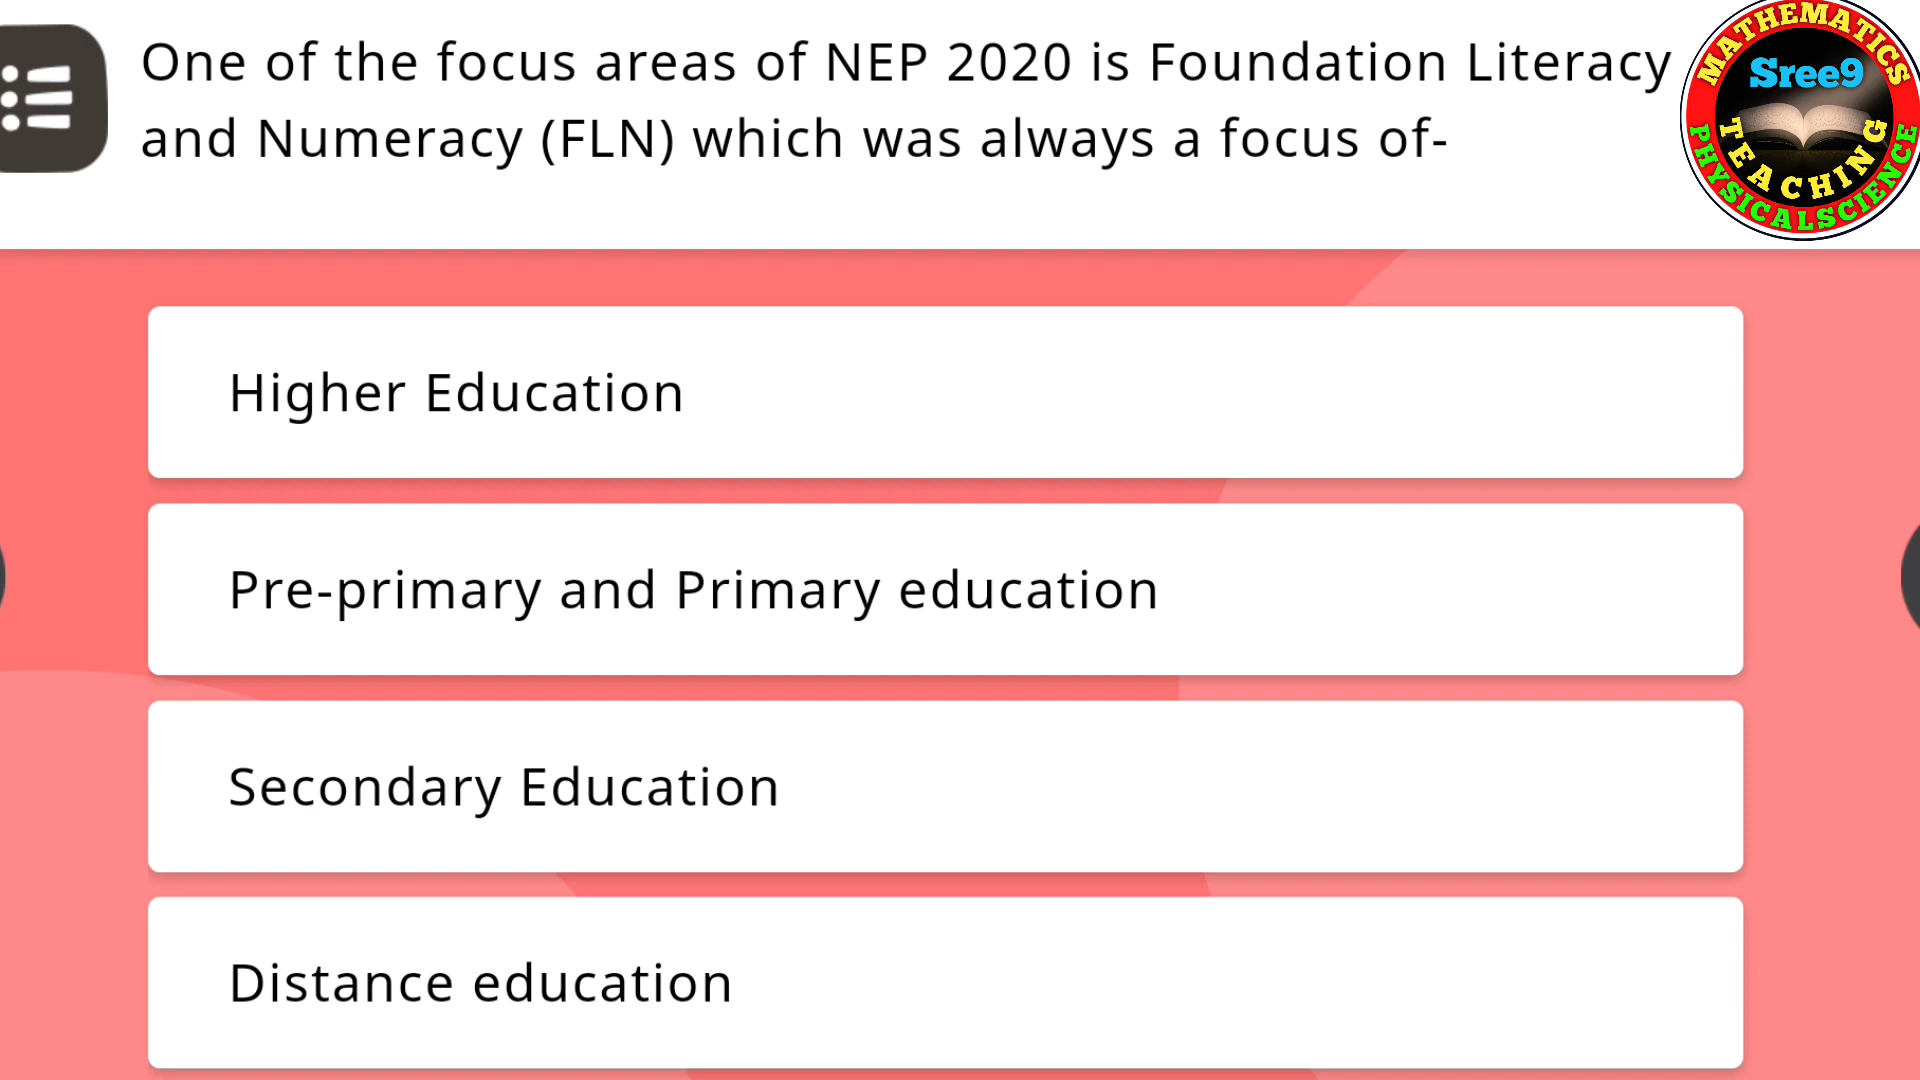 One of the focus areas of NEP 2020 is Foundation Literacy
and Numeracy (FLN) which was always a focus of-
MATHEMATICS
Sree9
TEACHING
PHYSICALSCIENCE
Higher Education
Pre-primary and Primary education
Secondary Education
Distance education